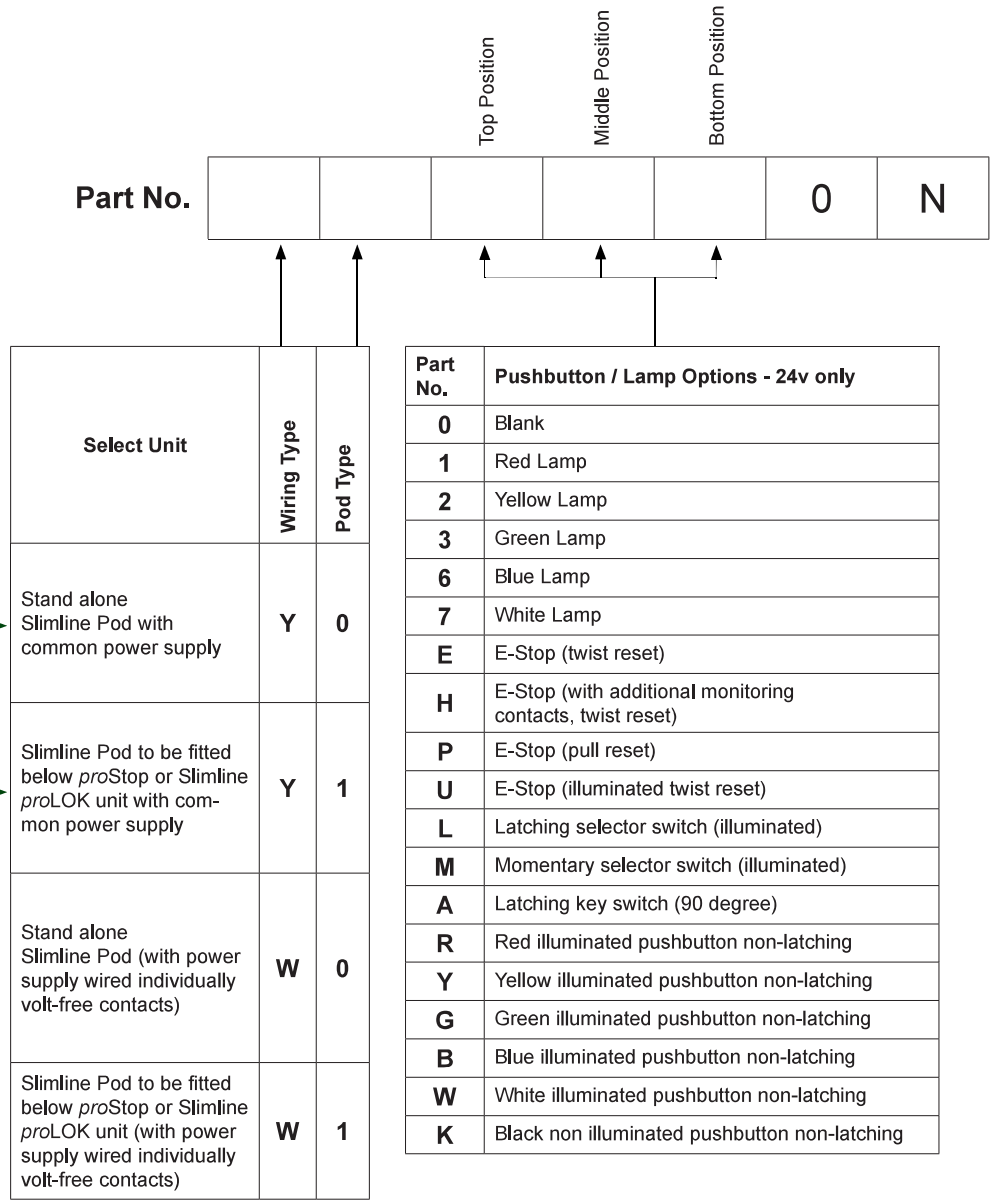 Top Position
Middle Position
Bottom Position
Part No.
0
N
Select Unit
Wiring Type
Pod Type
Stand alone
Slimline Pod with
common power supply
Y
0
Slimline Pod to be fitted
below proStop or Slimline
proLOK unit with com-
mon power supply
Y
1
Stand alone
Slimline Pod (with power
supply wired individually
volt-free contacts)
W
0
Slimline Pod to be fitted
below proStop or Slimline
proLOK unit (with power
supply wired individually
volt-free contacts)
W
1
Part
No.
Pushbutton / Lamp Options - 24v only
0 Blank
1 Red Lamp
2 Yellow Lamp
3 Green Lamp
6 Blue Lamp
7 White Lamp
E E-Stop (twist reset)
H E-Stop (with additional monitoring
contacts, twist reset)
P E-Stop (pull reset)
U E-Stop (illuminated twist reset)
L Latching selector switch (illuminated)
M Momentary selector switch (illuminated)
A Latching key switch (90 degree)
R Red illuminated pushbutton non-latching
Y Yellow illuminated pushbutton non-latching
G Green illuminated pushbutton non-latching
B Blue illuminated pushbutton non-latching
W White illuminated pushbutton non-latching
K Black non illuminated pushbutton non-latching